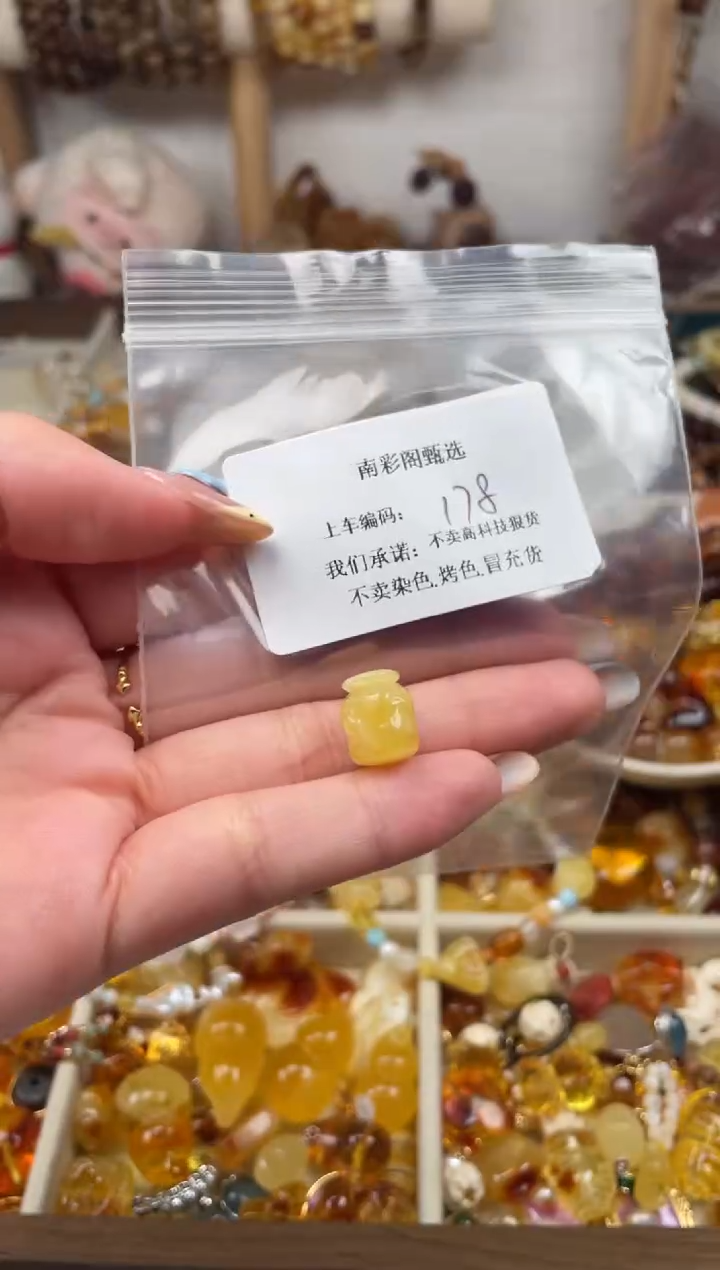 南彩阁甄选
上车编码： 178
我们承诺：不卖高科技狠货
不卖染色.烤色.冒充货